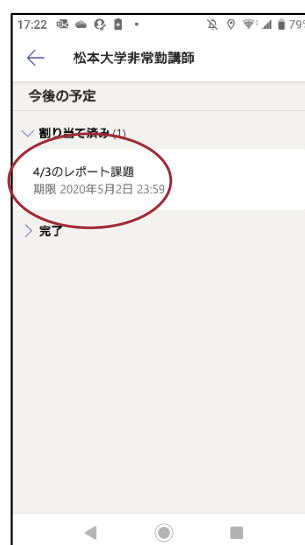 17:22 79%
松本大学非常勤講師
今後の予定
割り当て済み (1)
4/3のレポート課題
期限 2020年5月2日 23:59
完了